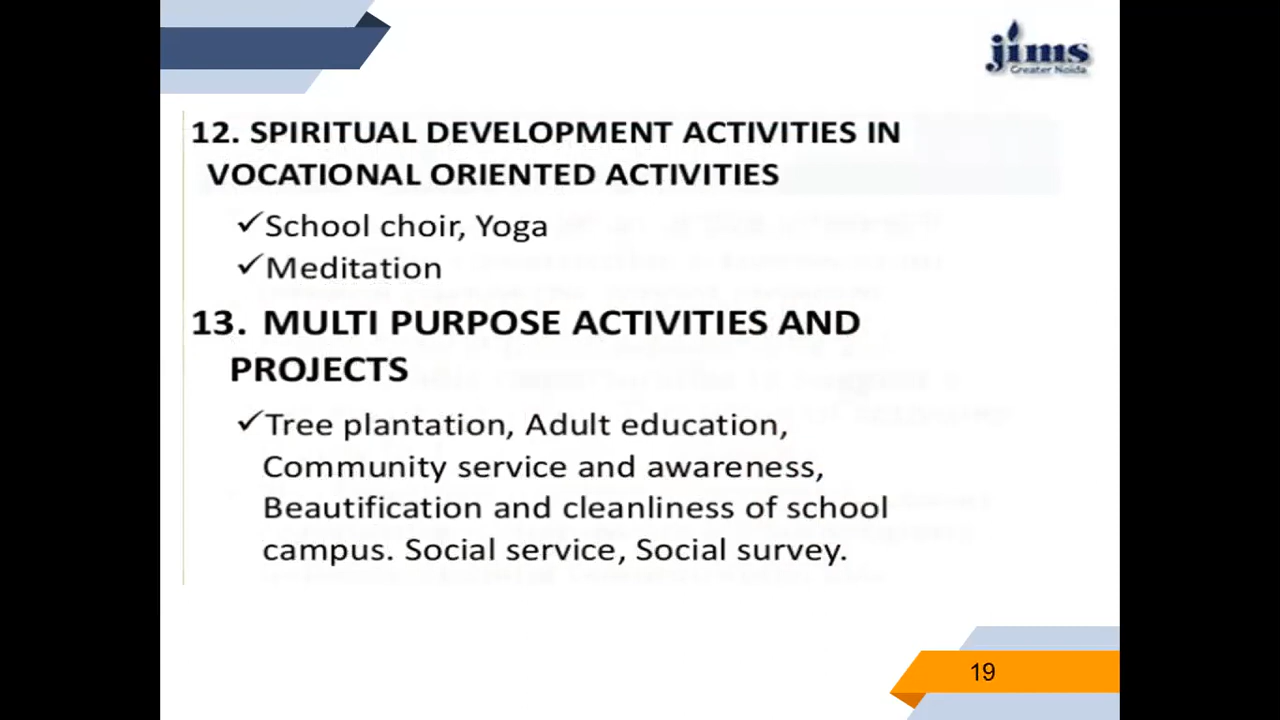 jims
Greater Noida
12. SPIRITUAL DEVELOPMENT ACTIVITIES IN
VOCATIONAL ORIENTED ACTIVITIES
✓School choir, Yoga
✓Meditation
13. MULTI PURPOSE ACTIVITIES AND
PROJECTS
✓Tree plantation, Adult education,
Community service and awareness,
Beautification and cleanliness of school
campus. Social service, Social survey.
19